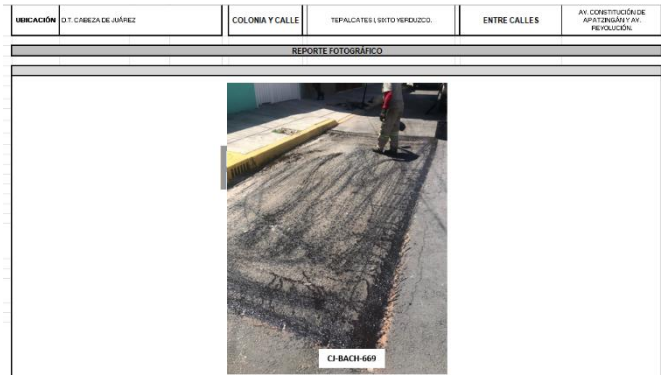 UBICACIÓN D.T. CABEZA DE JUÁREZ COLONIA Y CALLE TEPALCATES I, SIXTO VERDUZCO. ENTRE CALLES AV. CONSTITUCIÓN DE
APATZINGÁN Y AV.
REVOLUCIÓN.
REPORTE FOTOGRÁFICO
CJ-BACH-669